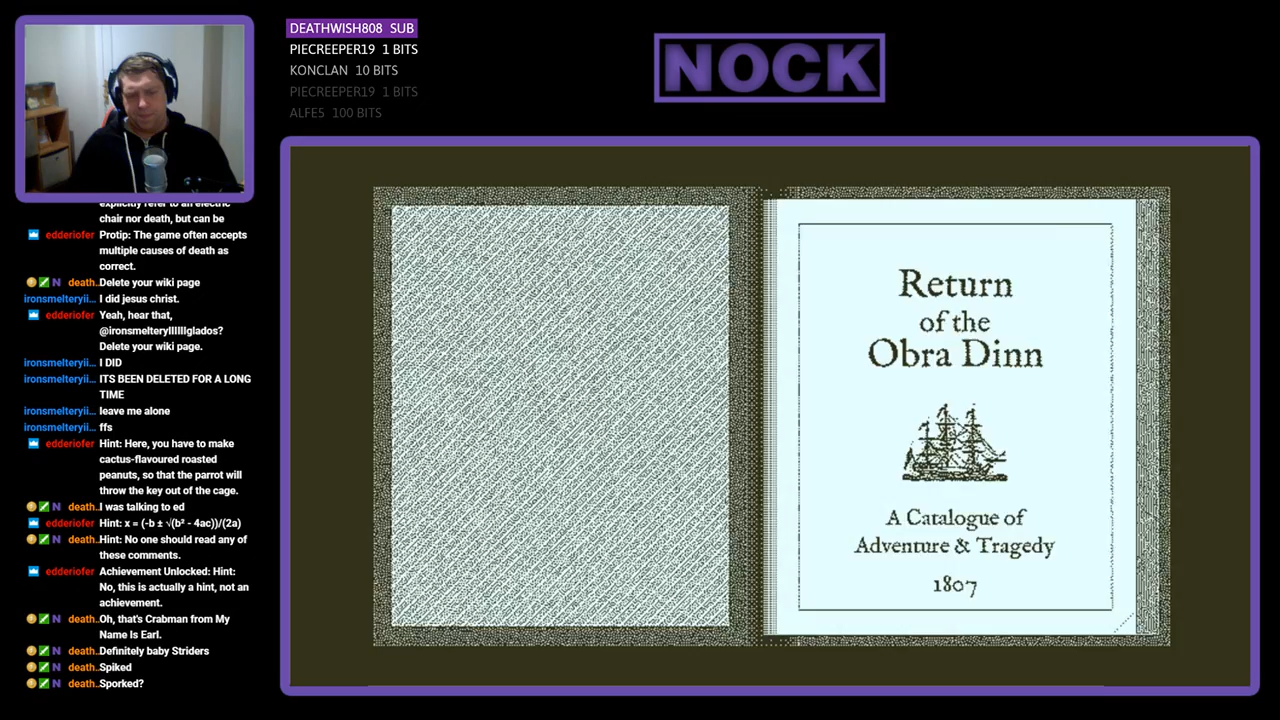 DEATHWISH808 SUB
PIECREEPER19 1 BITS
KONCLAN 10 BITS
PIECREEPER19 1 BITS
ALFE5 100 BITS
NOCK
explicitly refer to an electric
chair nor death, but can be
edderiofer Protip: The game often accepts
multiple causes of death as
correct.
death.. Delete your wiki page
ironsmelteryii... I did jesus christ.
edderiofer Yeah, hear that,
@ironsmelteryIIIIIIglados?
Delete your wiki page.
ironsmelteryii... I DID
ironsmelteryii... ITS BEEN DELETED FOR A LONG
TIME
ironsmelteryii... leave me alone
ironsmelteryii... ffs
edderiofer Hint: Here, you have to make
cactus-flavoured roasted
peanuts, so that the parrot will
throw the key out of the cage.
death.. I was talking to ed
edderiofer Hint: x = (-b ± √(b² - 4ac))/(2a)
death.. Hint: No one should read any of
these comments.
edderiofer Achievement Unlocked: Hint:
No, this is actually a hint, not an
achievement.
death.. Oh, that's Crabman from My
Name Is Earl.
death.. Definitely baby Striders
death.. Spiked
death.. Sporked?
Return
of the
Obra Dinn
A Catalogue of
Adventure & Tragedy
1807